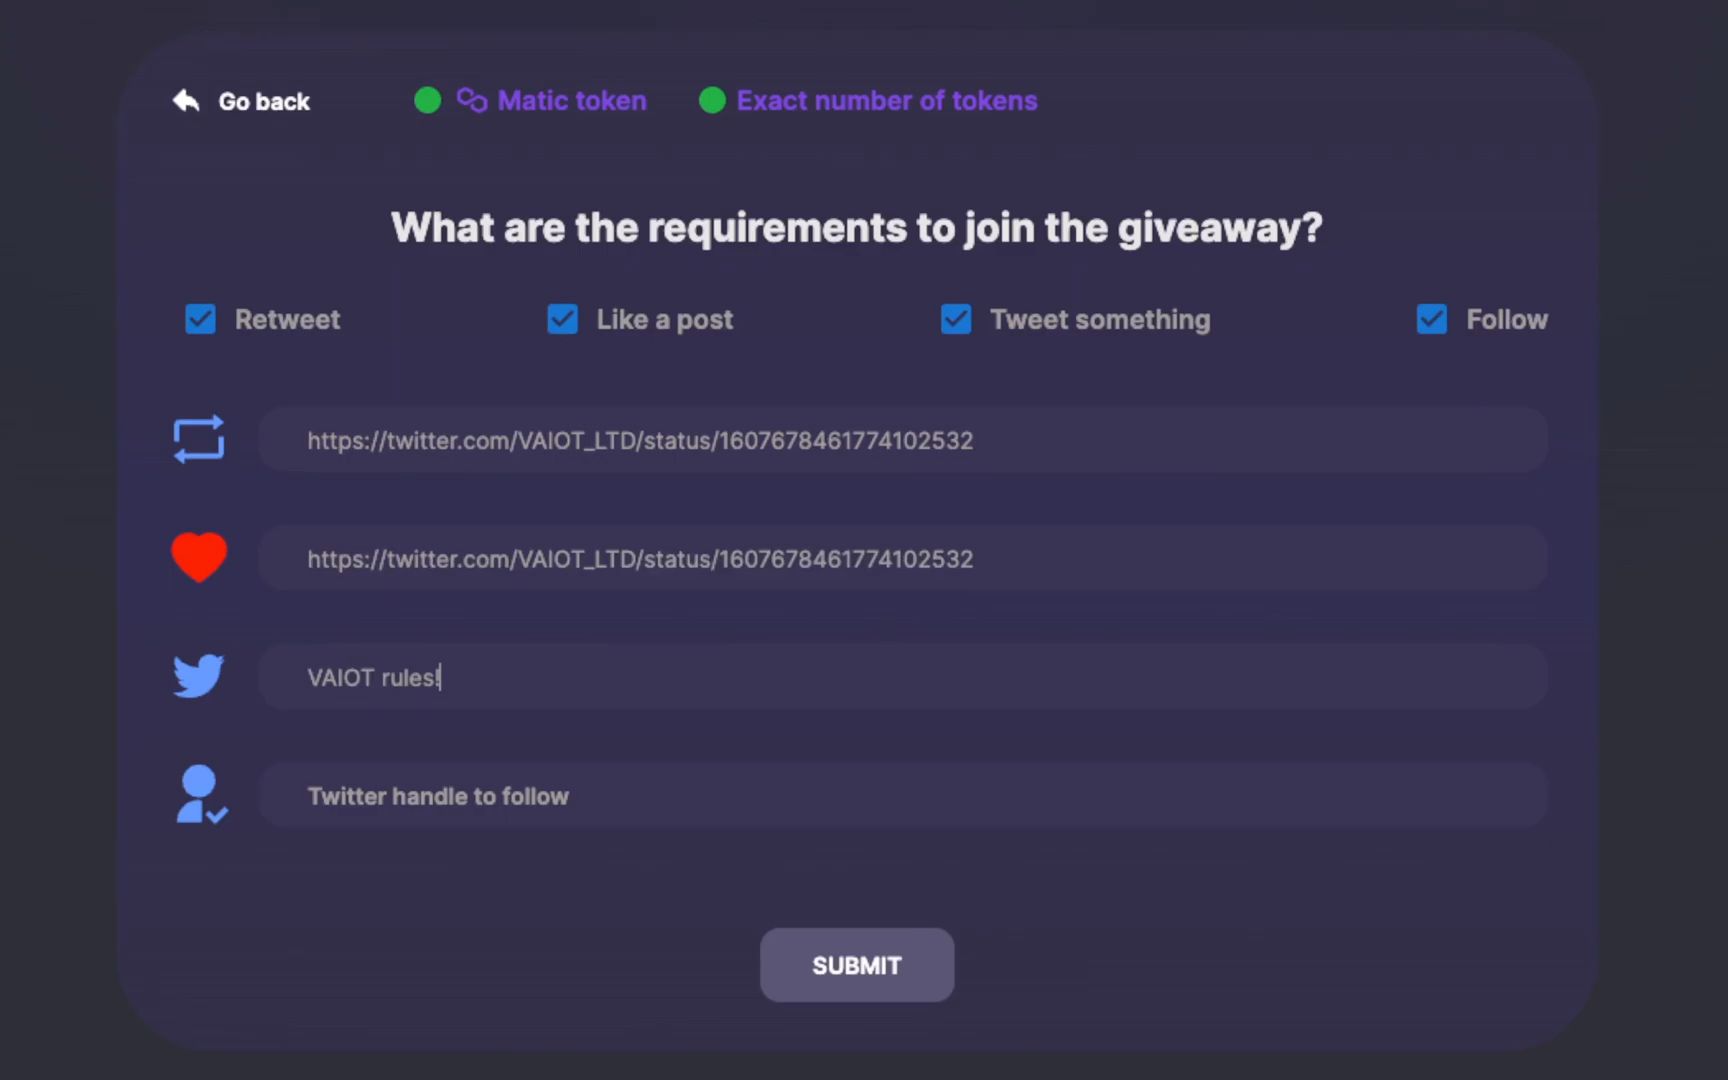 Go back
Matic token
Exact number of tokens
What are the requirements to join the giveaway?
Retweet
Like a post
Tweet something
Follow
https://twitter.com/VAIOT_LTD/status/1607678461774102532
https://twitter.com/VAIOT_LTD/status/1607678461774102532
VAIOT rules!
Twitter handle to follow
SUBMIT